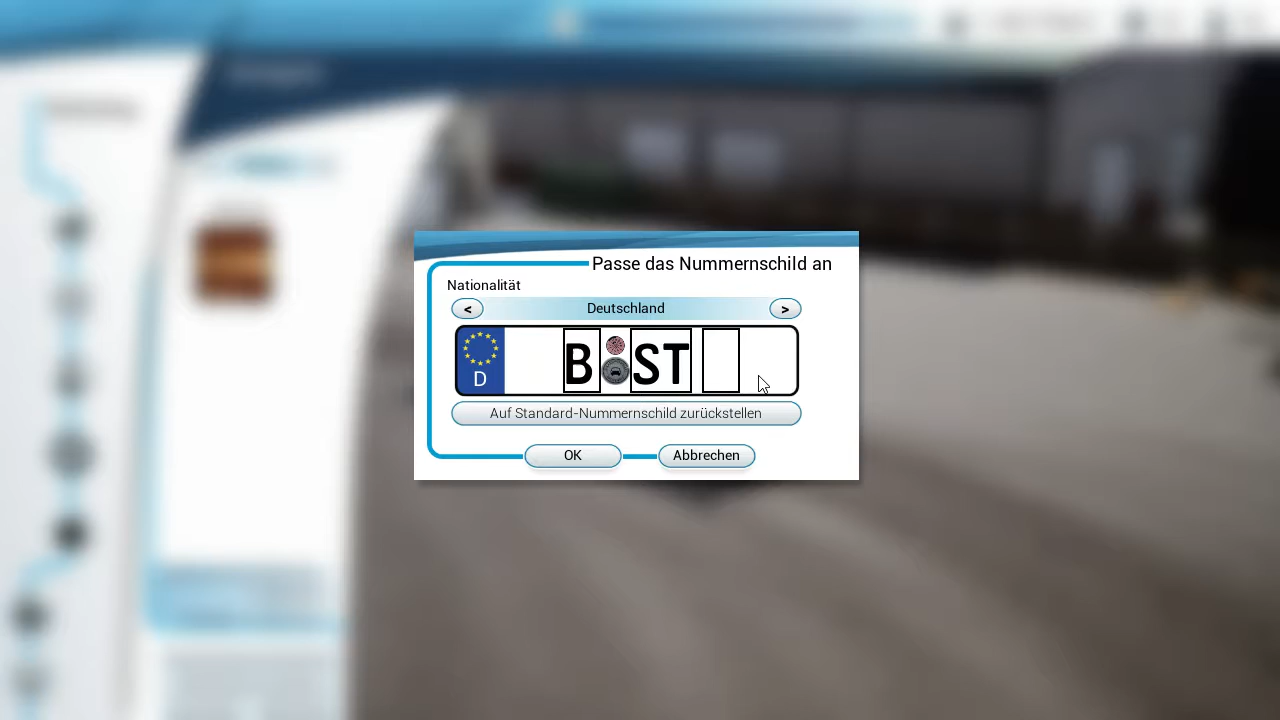 Passe das Nummernschild an
Nationalität
< Deutschland >
D B ST
Auf Standard-Nummernschild zurückstellen
OK Abbrechen